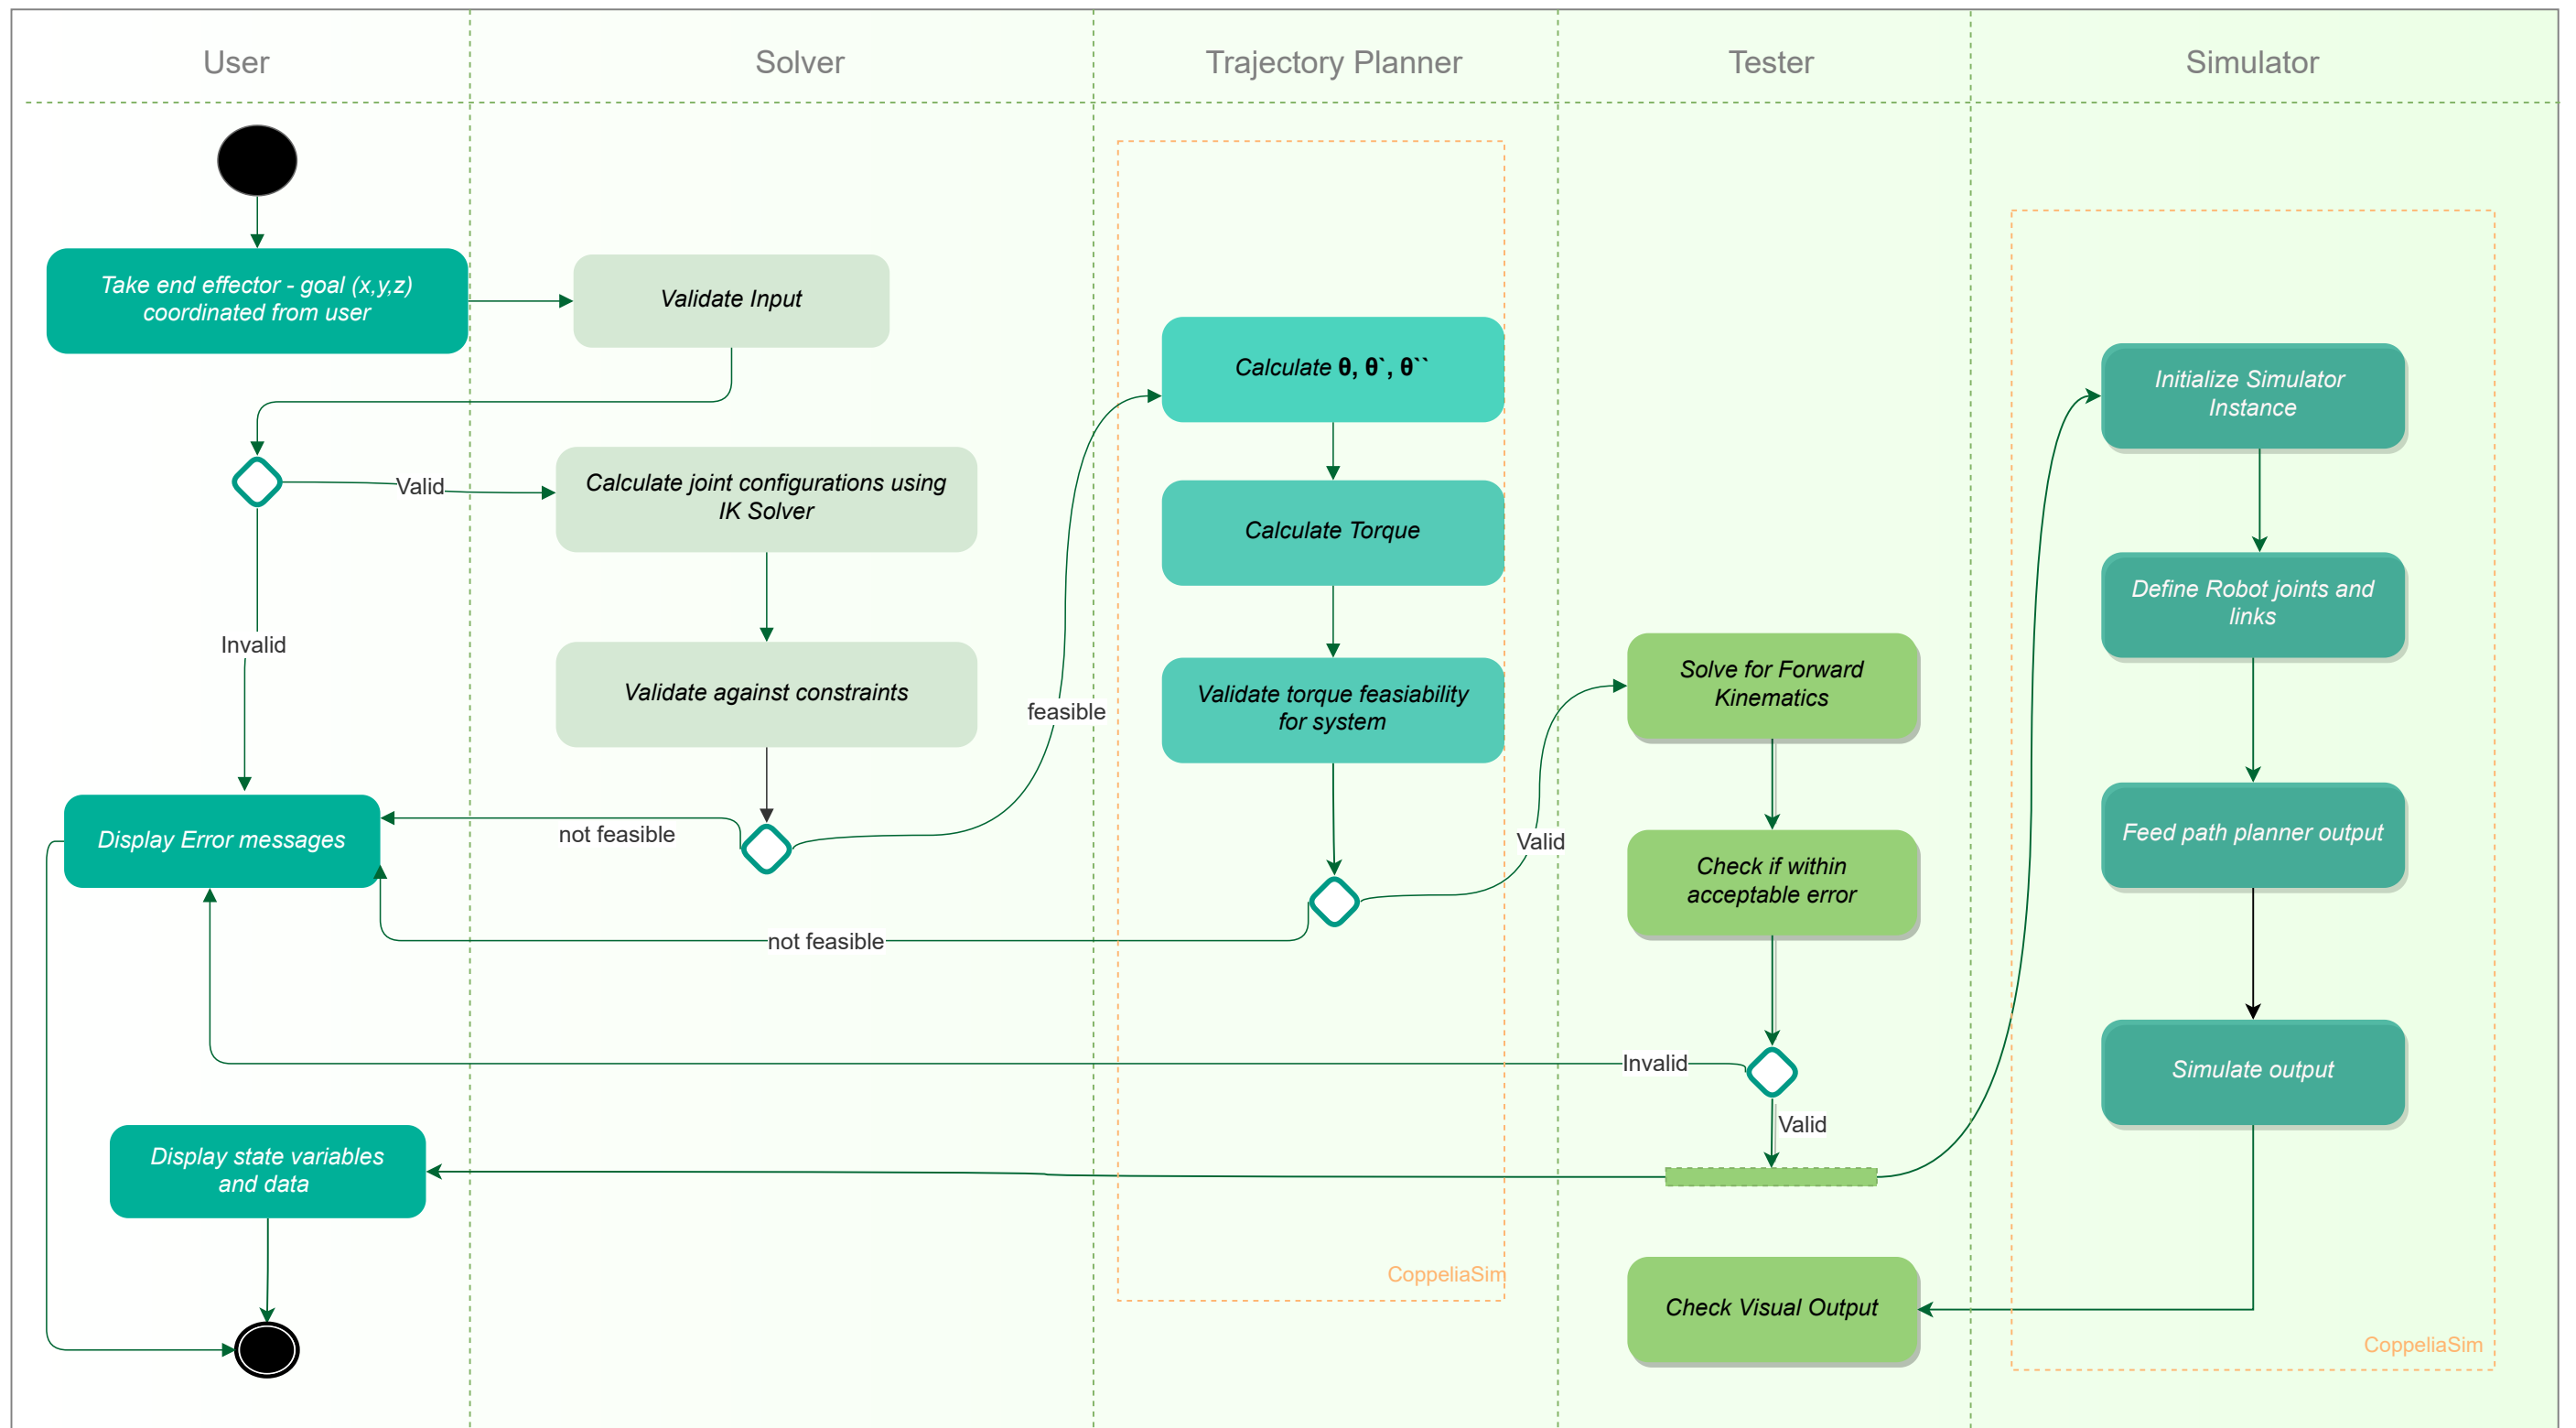 User
Solver
Trajectory Planner
Tester
Simulator
Take end effector - goal (x,y,z)
coordinated from user
Validate Input
Valid
Calculate joint configurations using
IK Solver
Invalid
Validate against constraints
Display Error messages
not feasible
feasible
not feasible
Calculate θ, θ`, θ``
Calculate Torque
Validate torque feasiability
for system
Valid
Solve for Forward
Kinematics
Check if within
acceptable error
Invalid
Valid
Initialize Simulator
Instance
Define Robot joints and
links
Feed path planner output
Simulate output
Display state variables
and data
CoppeliaSim
Check Visual Output
CoppeliaSim